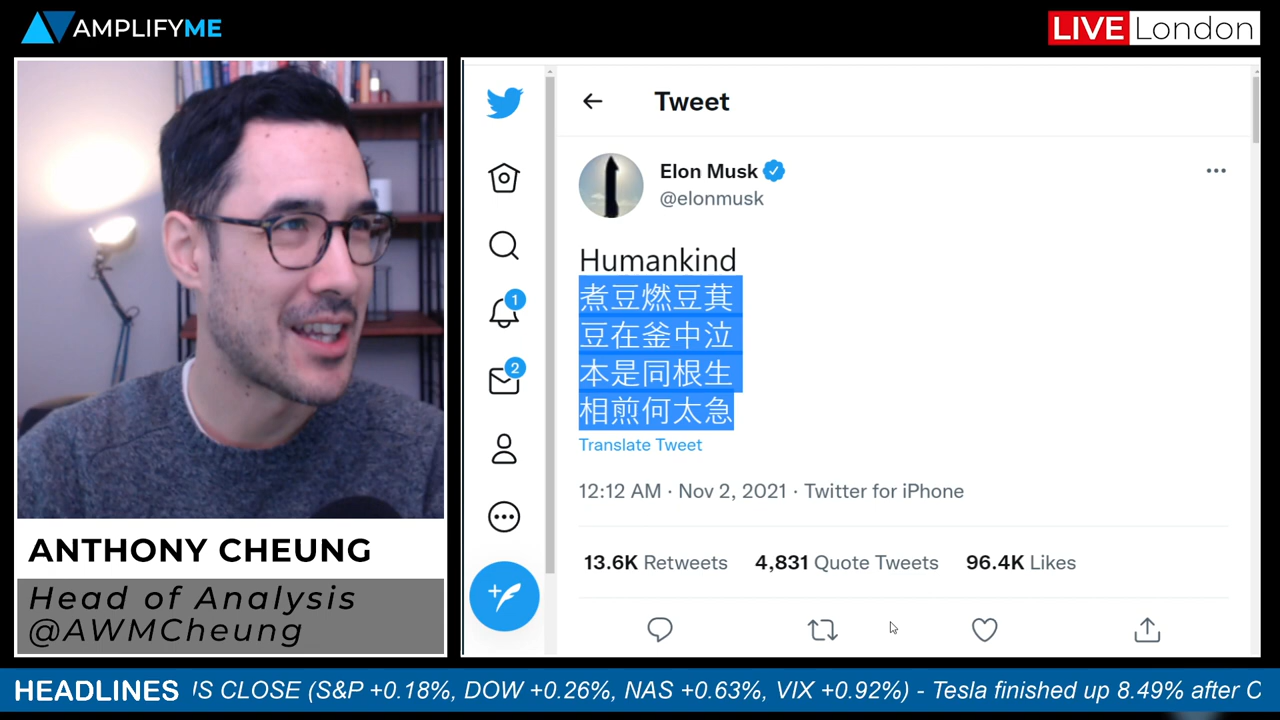 AMPLIFYME
LIVE London
Tweet
Elon Musk
@elonmusk
Humankind
煮豆燃豆萁
豆在釜中泣
本是同根生
相煎何太急
Translate Tweet
12:12 AM · Nov 2, 2021 · Twitter for iPhone
13.6K Retweets 4,831 Quote Tweets 96.4K Likes
1
2
ANTHONY CHEUNG
Head of Analysis
@AWMCheung
HEADLINES IS CLOSE (S&P +0.18%, DOW +0.26%, NAS +0.63%, VIX +0.92%) - Tesla finished up 8.49% after